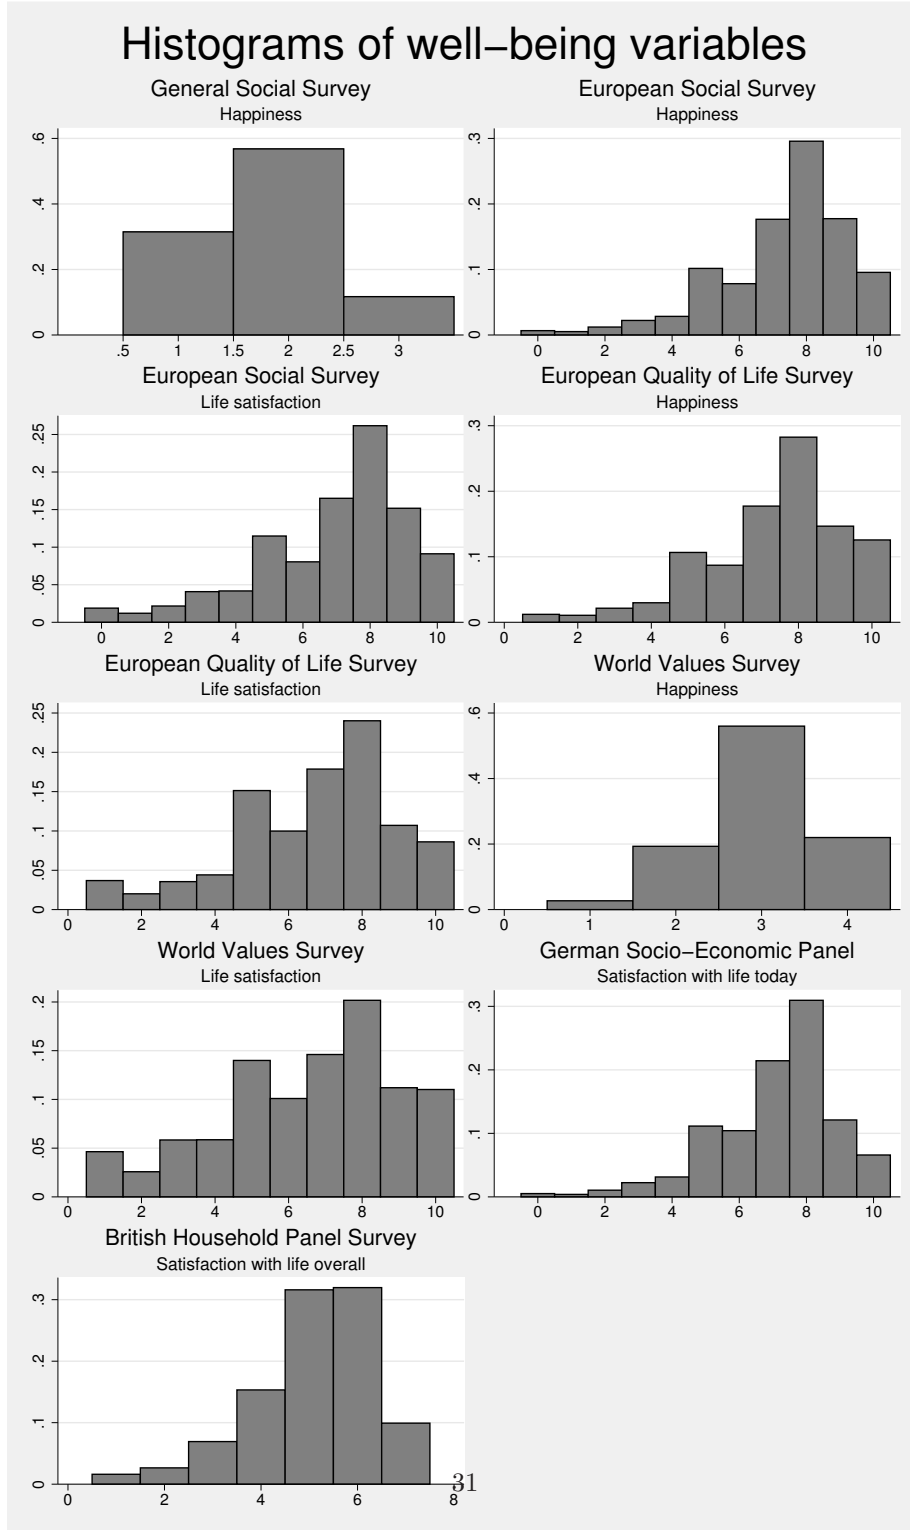 Histograms of well−being variables
General Social Survey
Happiness
.6
.4
.2
0
.5 1 1.5 2 2.5 3
European Social Survey
Happiness
.3
.2
.1
0
0 2 4 6 8 10
European Social Survey
Life satisfaction
.25
.2
.15
.1
.05
0
0 2 4 6 8 10
European Quality of Life Survey
Happiness
.3
.2
.1
0
0 2 4 6 8 10
European Quality of Life Survey
Life satisfaction
.25
.2
.15
.1
.05
0
0 2 4 6 8 10
World Values Survey
Happiness
.6
.4
.2
0
0 1 2 3 4
World Values Survey
Life satisfaction
.2
.15
.1
.05
0
0 2 4 6 8 10
German Socio−Economic Panel
Satisfaction with life today
.3
.2
.1
0
0 2 4 6 8 10
British Household Panel Survey
Satisfaction with life overall
.3
.2
.1
0
0 2 4 6 8
31